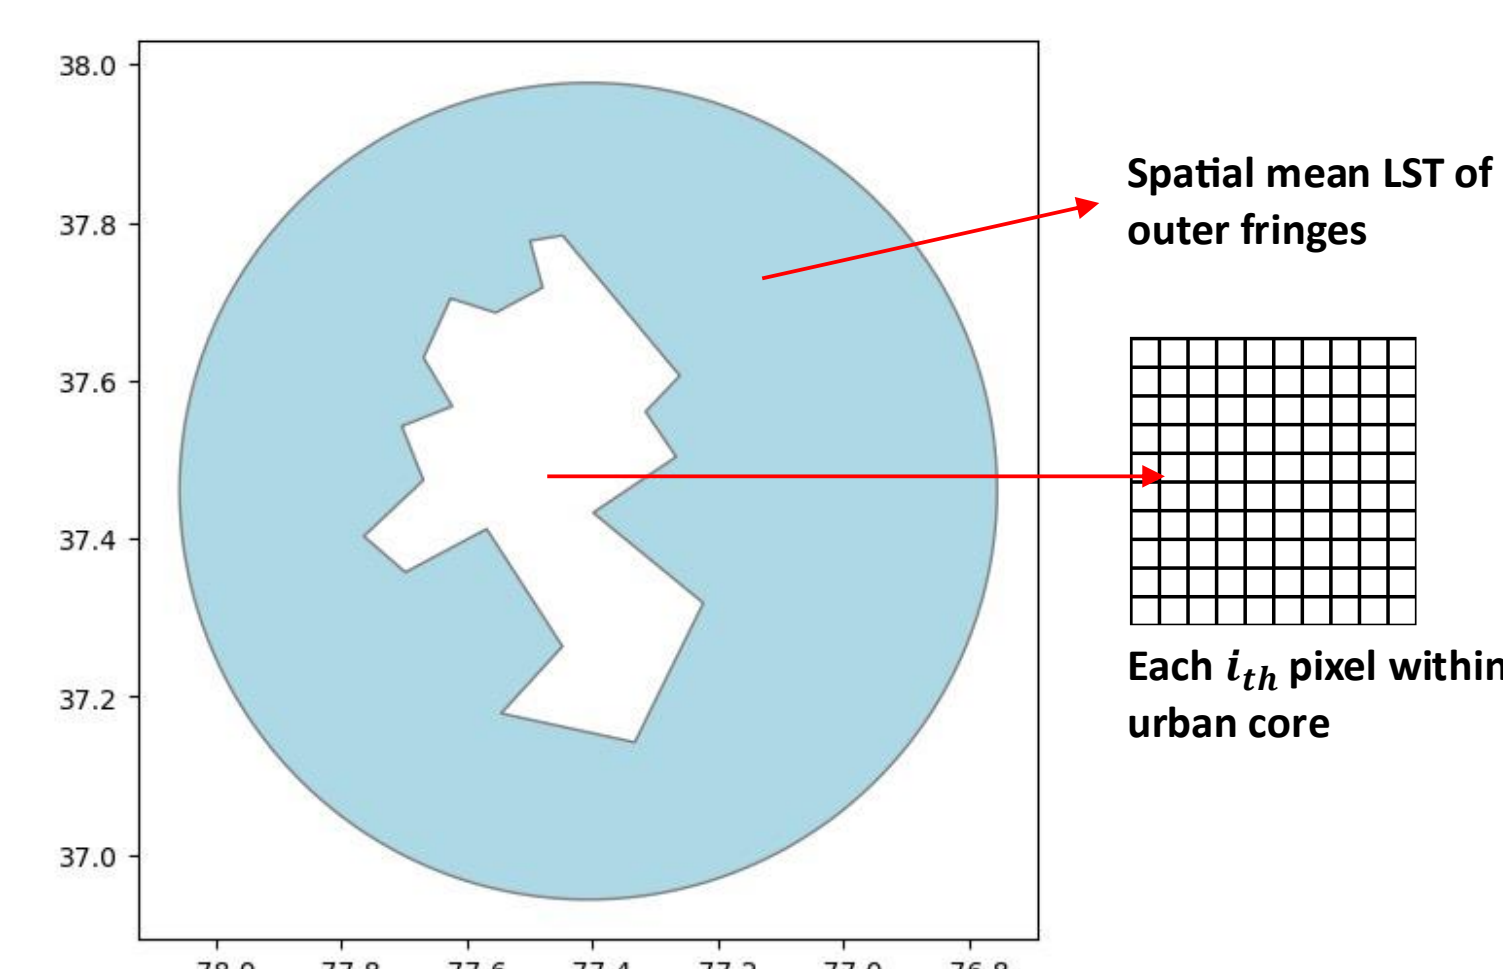 38.0
37.8
37.6
37.4
37.2
37.0
Spatial mean LST of
outer fringes
Each i_th pixel within
urban core